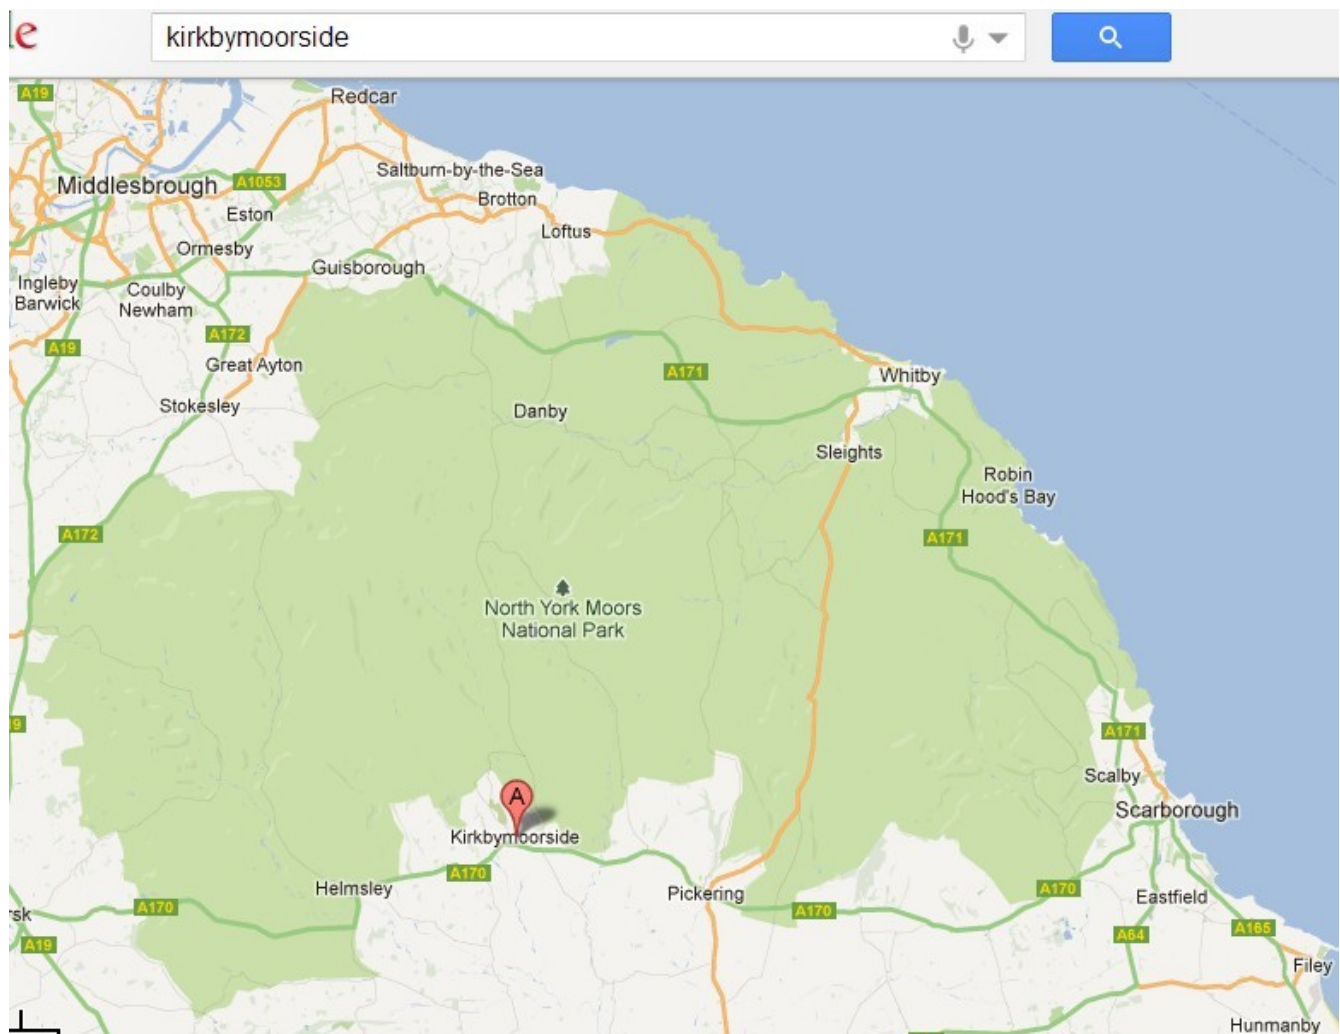 e
kirkbymoorside
A19
Redcar
Saltburn-by-the-Sea
Middlesbrough
A1053
Brotton
Eston
Loftus
Ormesby
Guisborough
Ingleby
Barwick
Coulby
Newham
A172
A19
Great Ayton
A171
Whitby
Stokesley
Danby
Sleights
Robin
Hood's Bay
A172
A171
North York Moors
National Park
9
A171
Scalby
A
Scarborough
Kirkbymoorside
A170
Helmsley
Pickering
A170
Eastfield
A170
A170
rsk
A64
A165
A19
Filey
Hunmanby